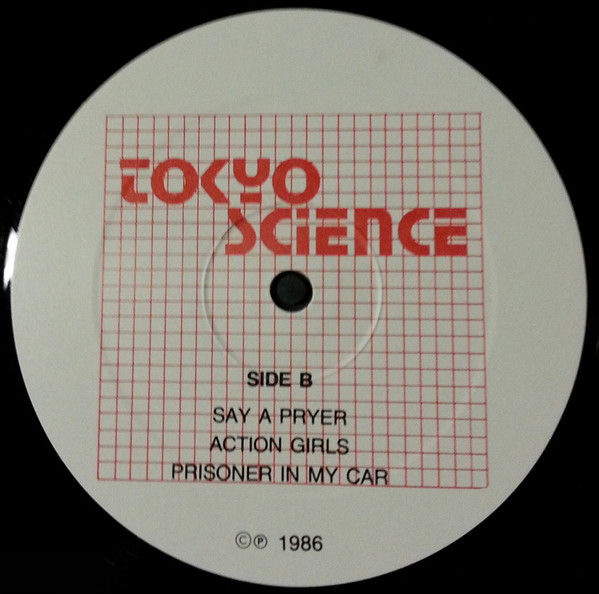 TOKYO
SCIENCE
SIDE B
SAY A PRYER
ACTION GIRLS
PRISONER IN MY CAR
©℗ 1986